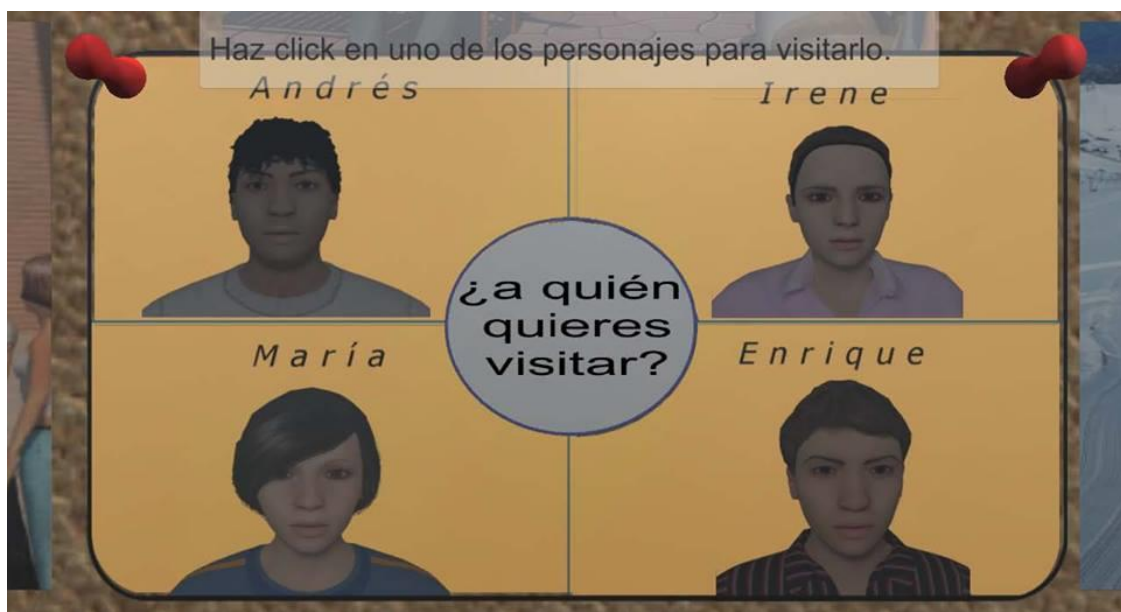 Haz click en uno de los personajes para visitarlo.
Andrés
Irene
¿a quién
quieres
visitar?
María
Enrique